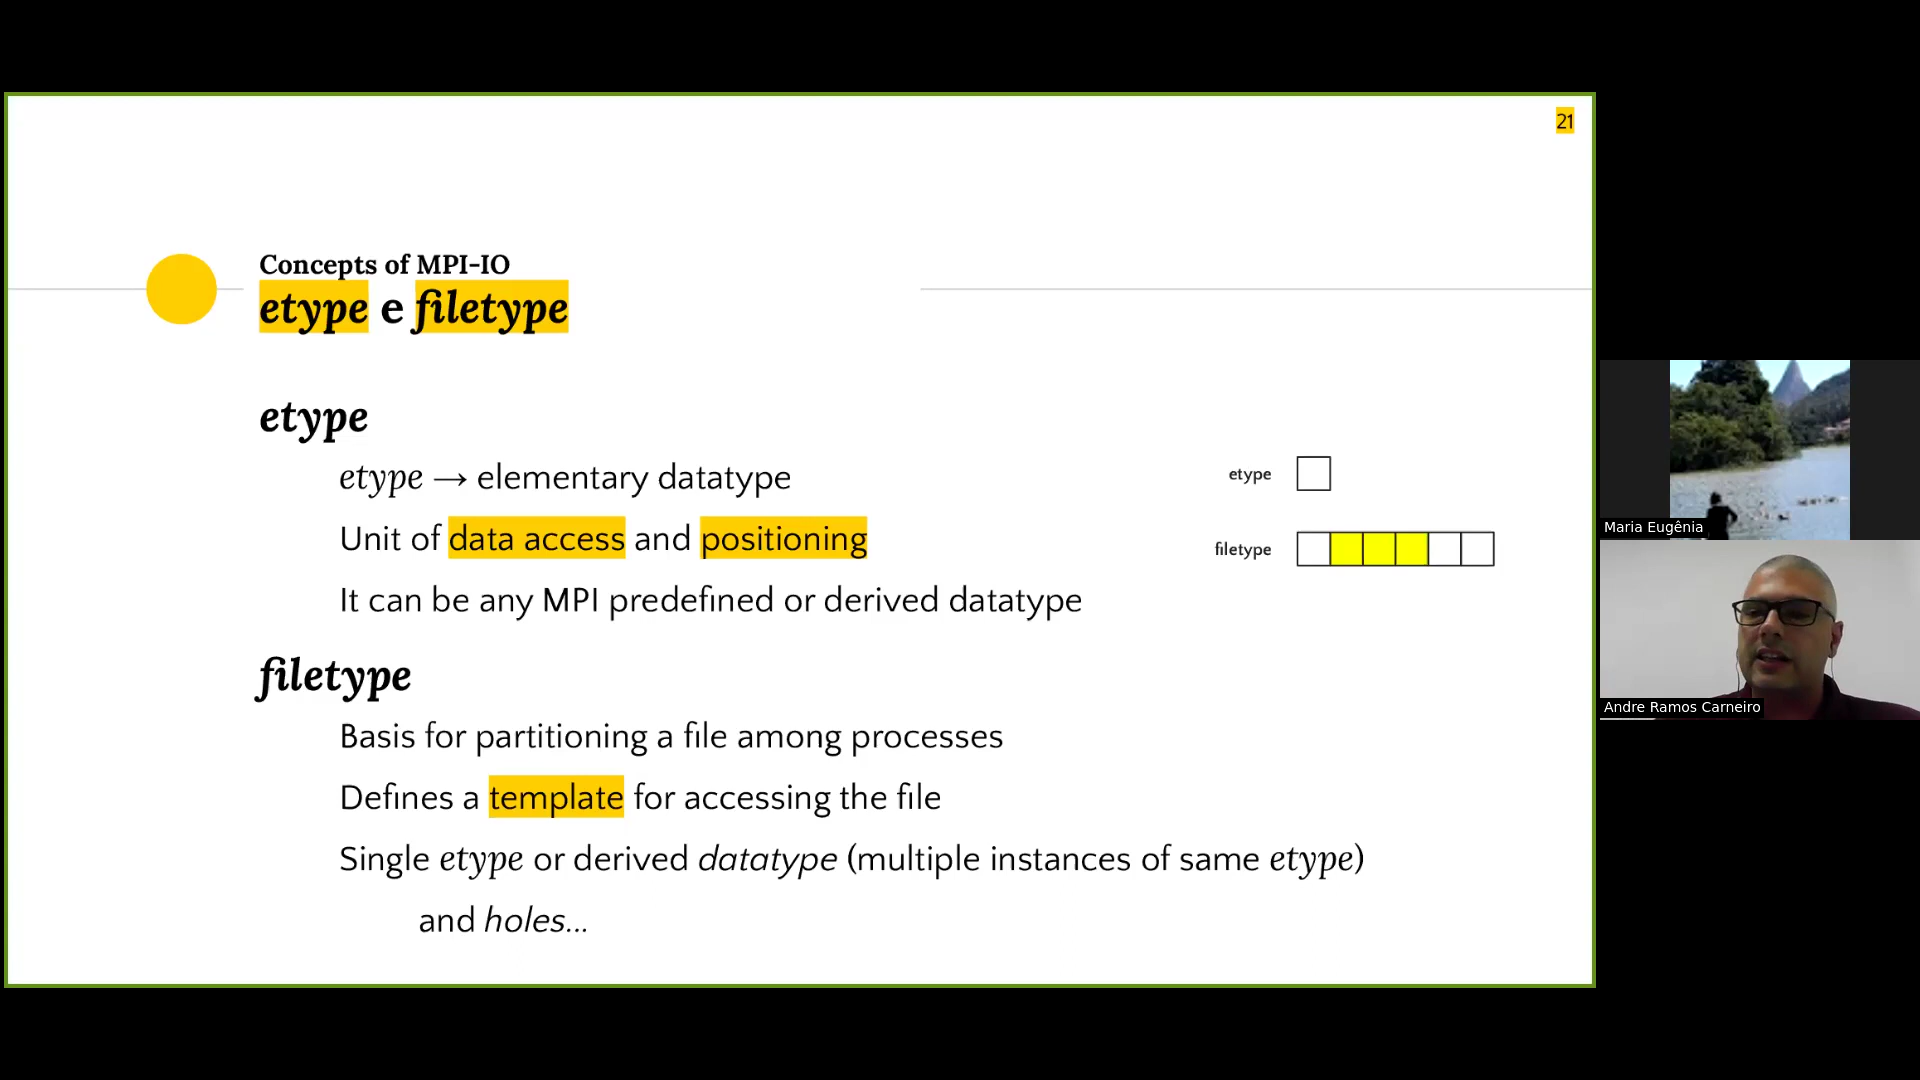 21
Concepts of MPI-IO
etype e filetype
etype
etype → elementary datatype
Unit of data access and positioning
It can be any MPI predefined or derived datatype
etype
filetype
filetype
Basis for partitioning a file among processes
Defines a template for accessing the file
Single etype or derived datatype (multiple instances of same etype)
and holes...
Maria Eugênia
Andre Ramos Carneiro